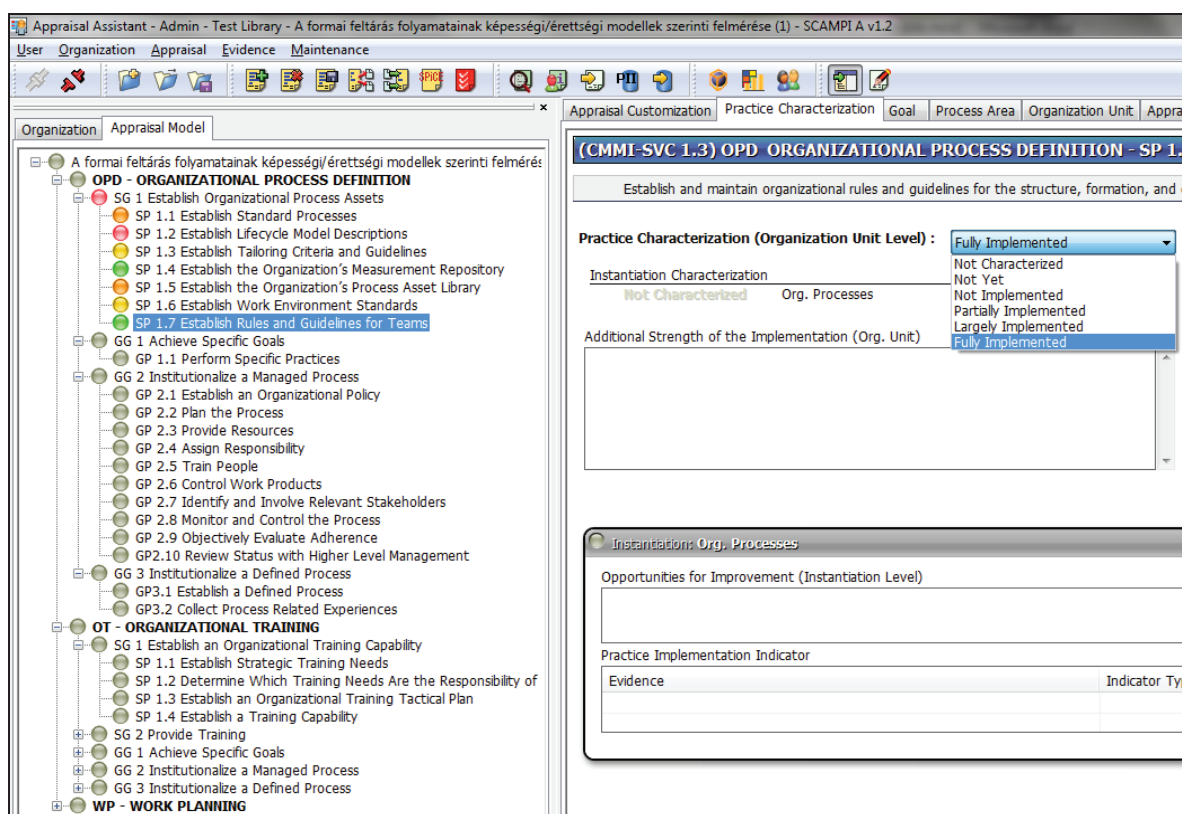 Appraisal Assistant - Admin - Test Library - A formai feltárás folyamatainak képességi/érettségi modellek szerinti felmérése (1) - SCAMPI A v1.2
User Organization Appraisal Evidence Maintenance
SPICE
PII
Organization Appraisal Model
A formai feltárás folyamatainak képességi/érettségi modellek szerinti felmérés
OPD - ORGANIZATIONAL PROCESS DEFINITION
SG 1 Establish Organizational Process Assets
SP 1.1 Establish Standard Processes
SP 1.2 Establish Lifecycle Model Descriptions
SP 1.3 Establish Tailoring Criteria and Guidelines
SP 1.4 Establish the Organization's Measurement Repository
SP 1.5 Establish the Organization's Process Asset Library
SP 1.6 Establish Work Environment Standards
SP 1.7 Establish Rules and Guidelines for Teams
GG 1 Achieve Specific Goals
GP 1.1 Perform Specific Practices
GG 2 Institutionalize a Managed Process
GP 2.1 Establish an Organizational Policy
GP 2.2 Plan the Process
GP 2.3 Provide Resources
GP 2.4 Assign Responsibility
GP 2.5 Train People
GP 2.6 Control Work Products
GP 2.7 Identify and Involve Relevant Stakeholders
GP 2.8 Monitor and Control the Process
GP 2.9 Objectively Evaluate Adherence
GP2.10 Review Status with Higher Level Management
GG 3 Institutionalize a Defined Process
GP3.1 Establish a Defined Process
GP3.2 Collect Process Related Experiences
OT - ORGANIZATIONAL TRAINING
SG 1 Establish an Organizational Training Capability
SP 1.1 Establish Strategic Training Needs
SP 1.2 Determine Which Training Needs Are the Responsibility of
SP 1.3 Establish an Organizational Training Tactical Plan
SP 1.4 Establish a Training Capability
SG 2 Provide Training
GG 1 Achieve Specific Goals
GG 2 Institutionalize a Managed Process
GG 3 Institutionalize a Defined Process
WP - WORK PLANNING
Appraisal Customization Practice Characterization Goal Process Area Organization Unit Appra
(CMMI-SVC 1.3) OPD ORGANIZATIONAL PROCESS DEFINITION - SP 1.
Establish and maintain organizational rules and guidelines for the structure, formation, and
Practice Characterization (Organization Unit Level) : Fully Implemented
Not Characterized
Not Yet
Not Implemented
Partially Implemented
Largely Implemented
Fully Implemented
Instantiation Characterization
Not Characterized Org. Processes
Additional Strength of the Implementation (Org. Unit)
Instantiation: Org. Processes
Opportunities for Improvement (Instantiation Level)
Practice Implementation Indicator
Evidence Indicator Ty